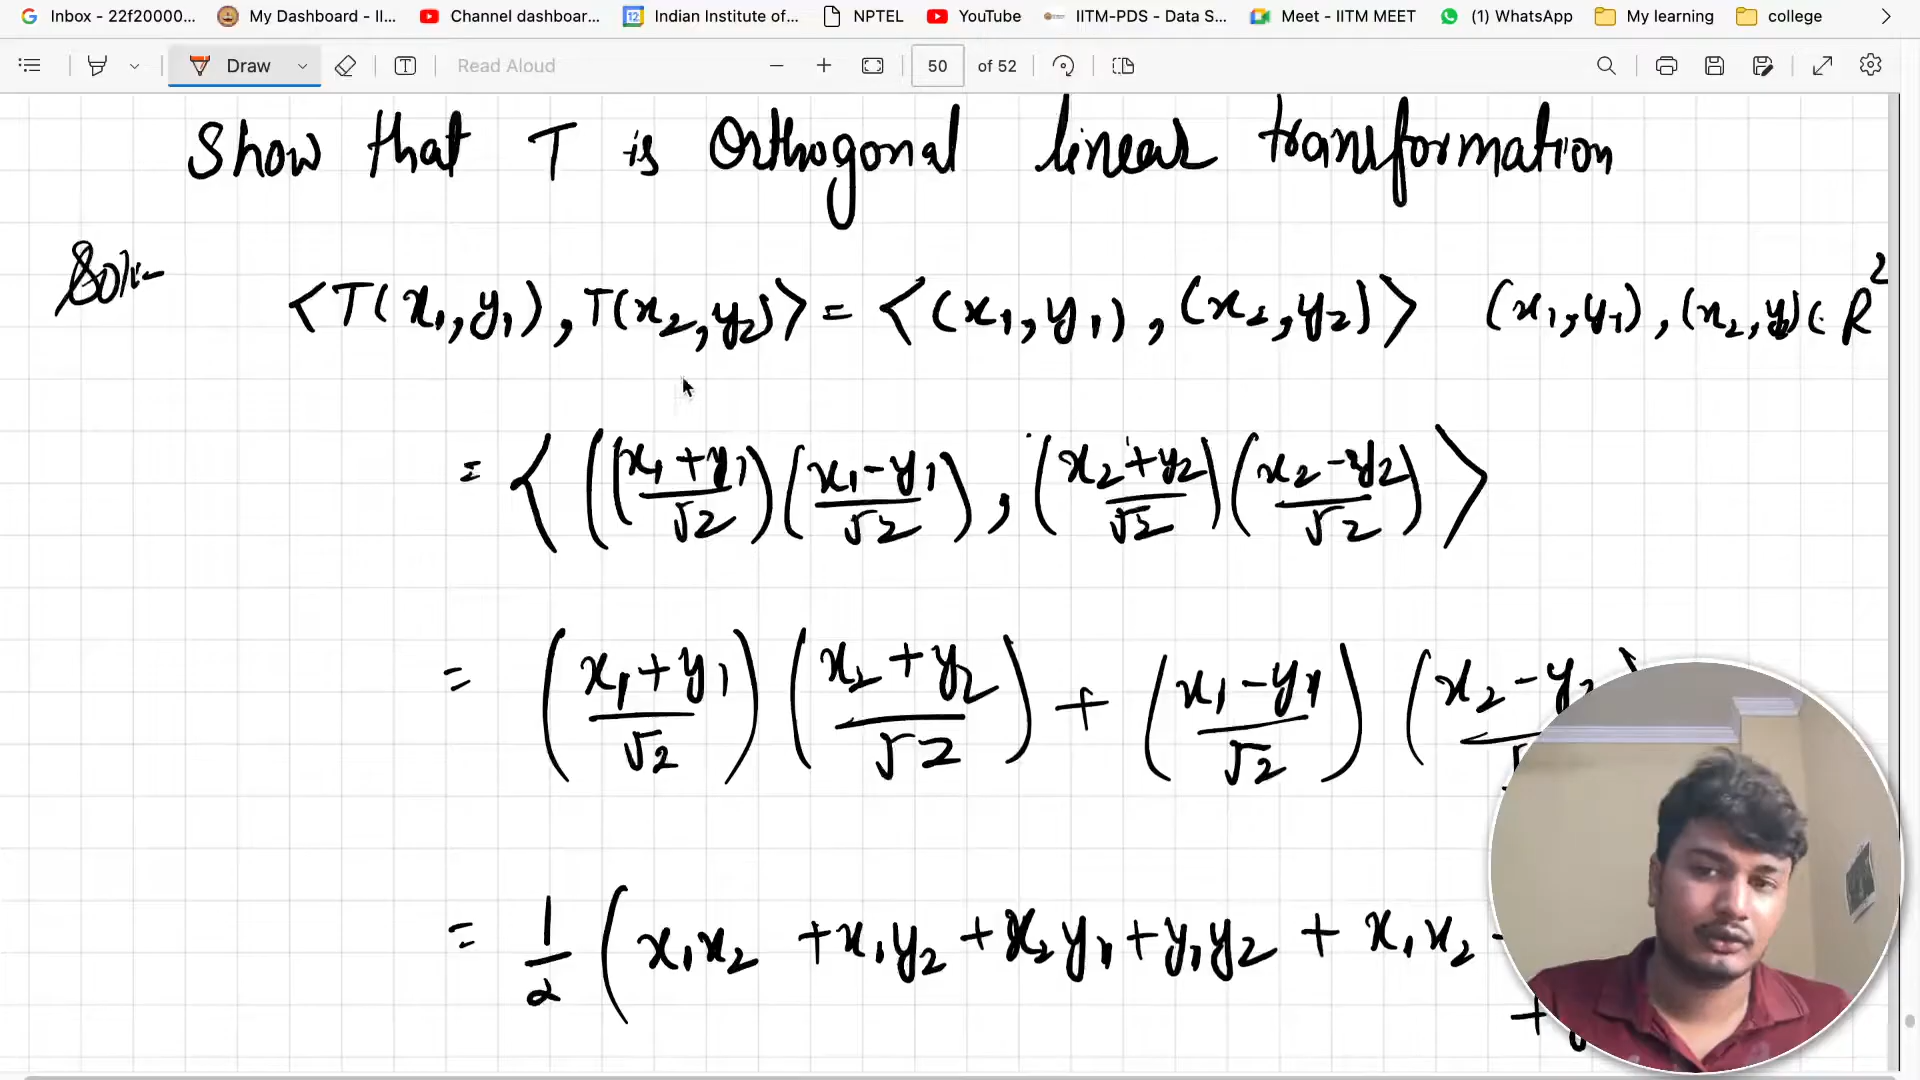 Inbox - 22f20000... My Dashboard - II... Channel dashboar... Indian Institute of... NPTEL YouTube IITM-PDS - Data S... Meet - IITM MEET (1) WhatsApp My learning college
Draw Read Aloud 50 of 52
Show that T is Orthogonal linear transformation
Sol:-
<T(x₁,y₁), T(x₂,y₂)> = <(x₁,y₁), (x₂,y₂)> (x₁,y₁), (x₂,y₂) ∈ R²
= <((x₁+y₁)/√2)((x₁-y₁)/√2), ((x₂+y₂)/√2)((x₂-y₂)/√2)>
= ((x₁+y₁)/√2)((x₂+y₂)/√2) + ((x₁-y₁)/√2)((x₂-y₂)/√
= 1/2 (x₁x₂ +x₁y₂ +x₂y₁ +y₁y₂ + x₁x₂ -
+